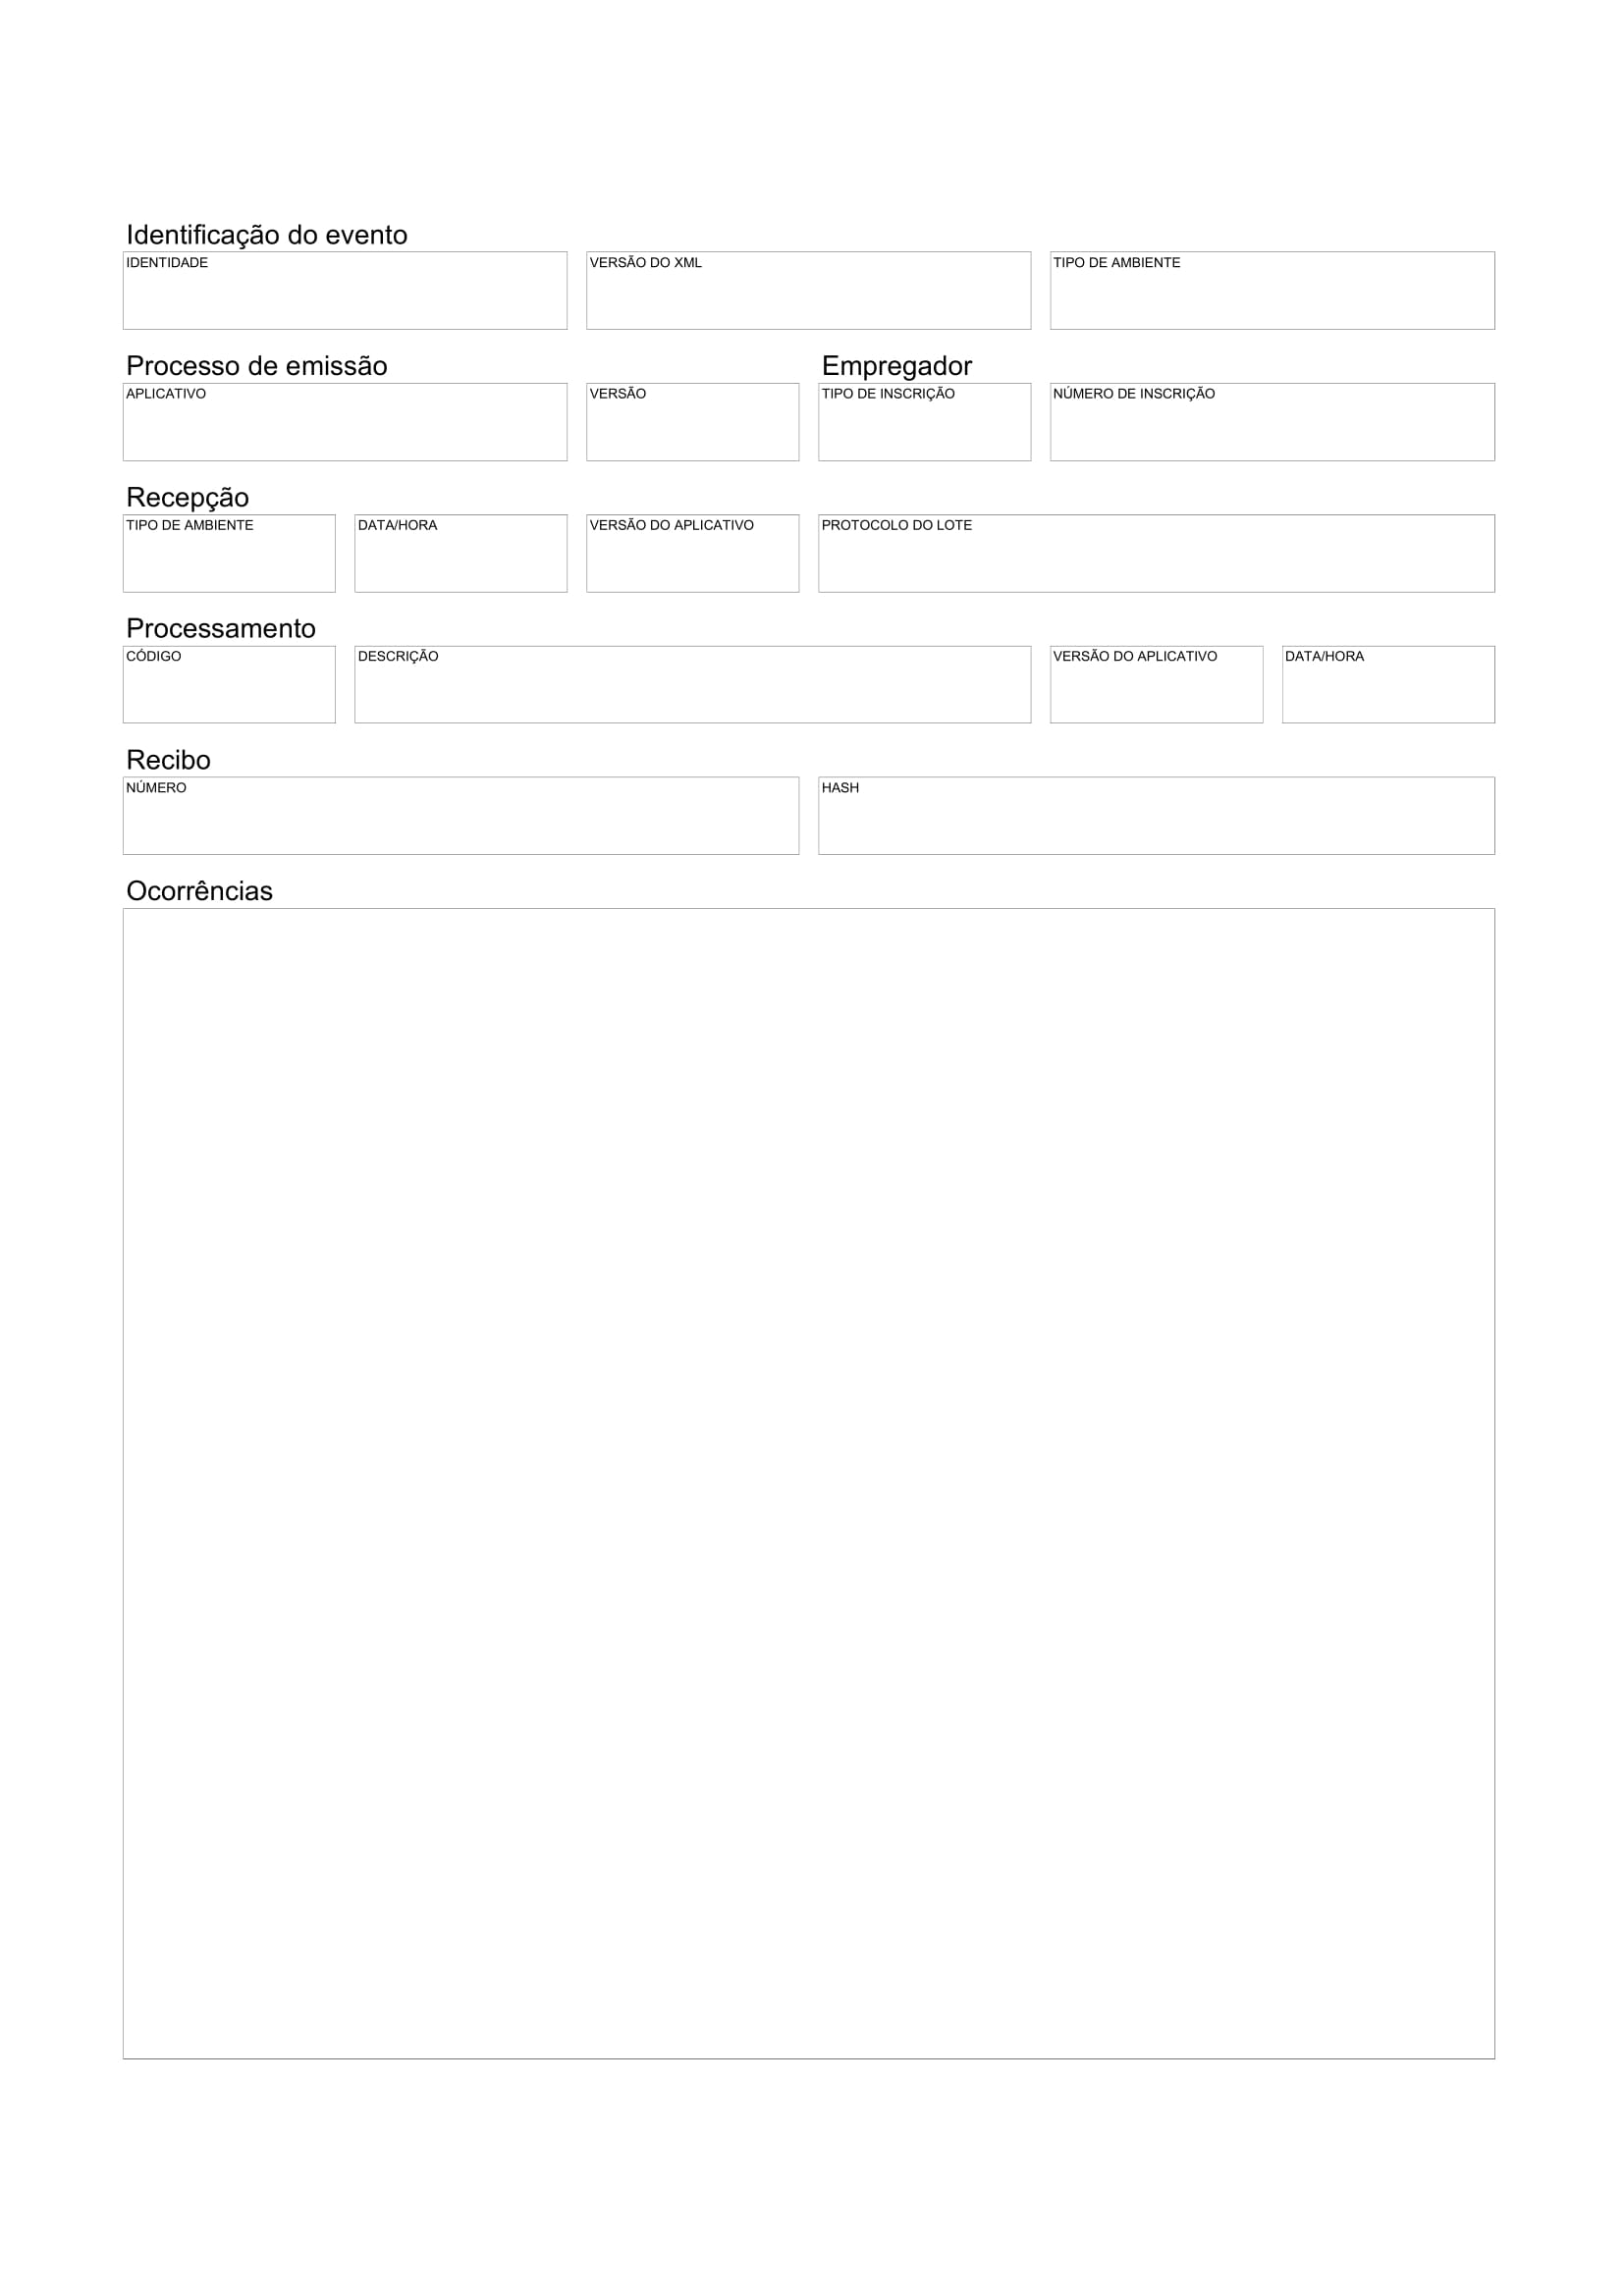 Identificação do evento
IDENTIDADE VERSÃO DO XML TIPO DE AMBIENTE
Processo de emissão Empregador
APLICATIVO VERSÃO TIPO DE INSCRIÇÃO NÚMERO DE INSCRIÇÃO
Recepção
TIPO DE AMBIENTE DATA/HORA VERSÃO DO APLICATIVO PROTOCOLO DO LOTE
Processamento
CÓDIGO DESCRIÇÃO VERSÃO DO APLICATIVO DATA/HORA
Recibo
NÚMERO HASH
Ocorrências